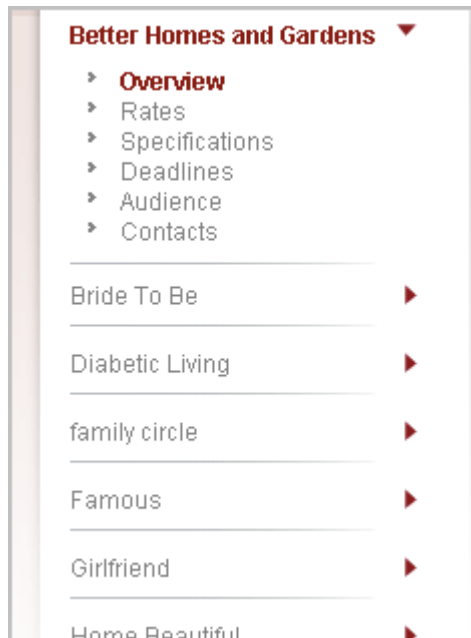 Better Homes and Gardens
Overview
Rates
Specifications
Deadlines
Audience
Contacts
Bride To Be
Diabetic Living
family circle
Famous
Girlfriend
Home Beautiful